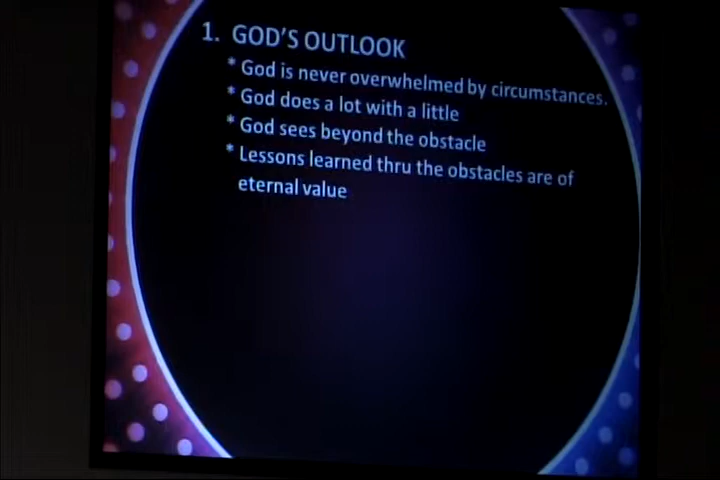 1. GOD'S OUTLOOK
* God is never overwhelmed by circumstances.
* God does a lot with a little
* God sees beyond the obstacle
* Lessons learned thru the obstacles are of
eternal value